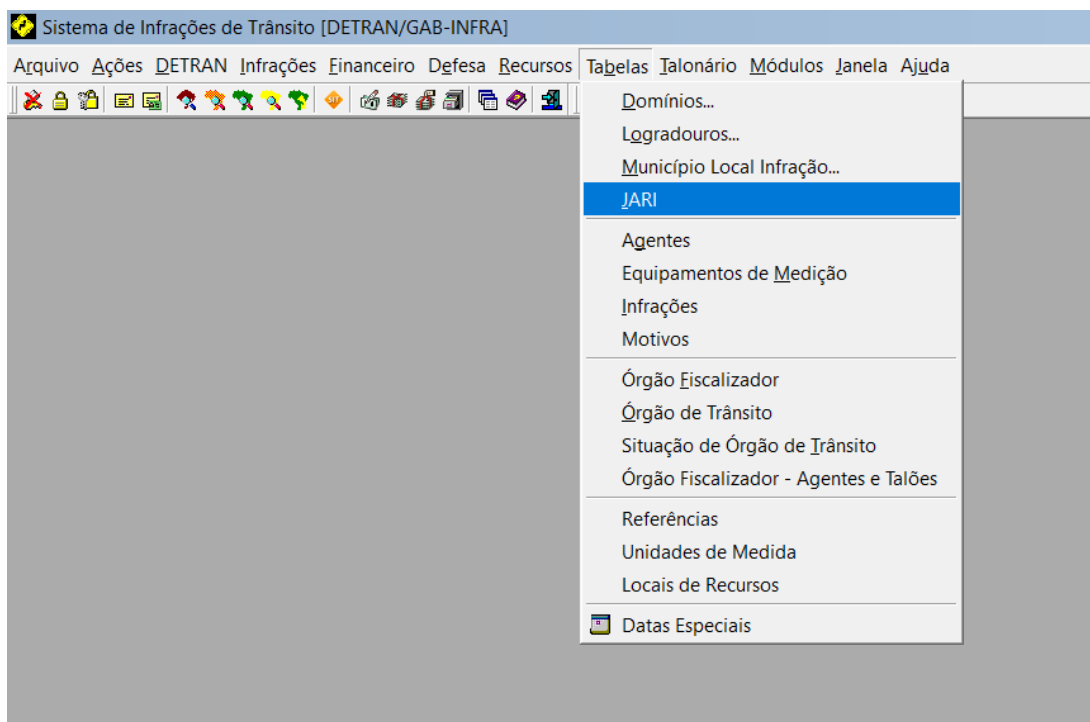 Sistema de Infrações de Trânsito [DETRAN/GAB-INFRA]
Arquivo Ações DETRAN Infrações Financeiro Defesa Recursos Tabelas Talonário Módulos Janela Ajuda
Domínios...
Logradouros...
Município Local Infração...
JARI
Agentes
Equipamentos de Medição
Infrações
Motivos
Órgão Fiscalizador
Órgão de Trânsito
Situação de Órgão de Trânsito
Órgão Fiscalizador - Agentes e Talões
Referências
Unidades de Medida
Locais de Recursos
Datas Especiais